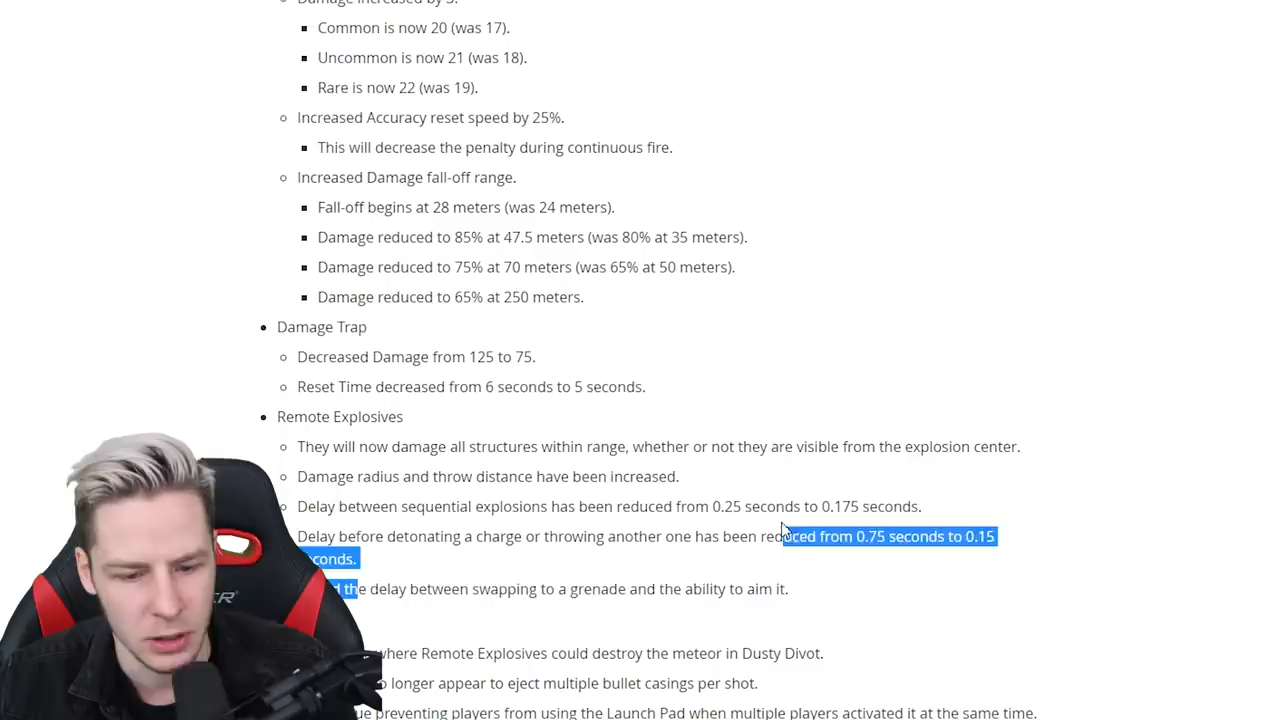 Damage increased by 3.
Common is now 20 (was 17).
Uncommon is now 21 (was 18).
Rare is now 22 (was 19).
Increased Accuracy reset speed by 25%.
This will decrease the penalty during continuous fire.
Increased Damage fall-off range.
Fall-off begins at 28 meters (was 24 meters).
Damage reduced to 85% at 47.5 meters (was 80% at 35 meters).
Damage reduced to 75% at 70 meters (was 65% at 50 meters).
Damage reduced to 65% at 250 meters.
Damage Trap
Decreased Damage from 125 to 75.
Reset Time decreased from 6 seconds to 5 seconds.
Remote Explosives
They will now damage all structures within range, whether or not they are visible from the explosion center.
Damage radius and throw distance have been increased.
Delay between sequential explosions has been reduced from 0.25 seconds to 0.175 seconds.
Delay before detonating a charge or throwing another one has been reduced from 0.75 seconds to 0.15
conds.
the delay between swapping to a grenade and the ability to aim it.
where Remote Explosives could destroy the meteor in Dusty Divot.
longer appear to eject multiple bullet casings per shot.
preventing players from using the Launch Pad when multiple players activated it at the same time.